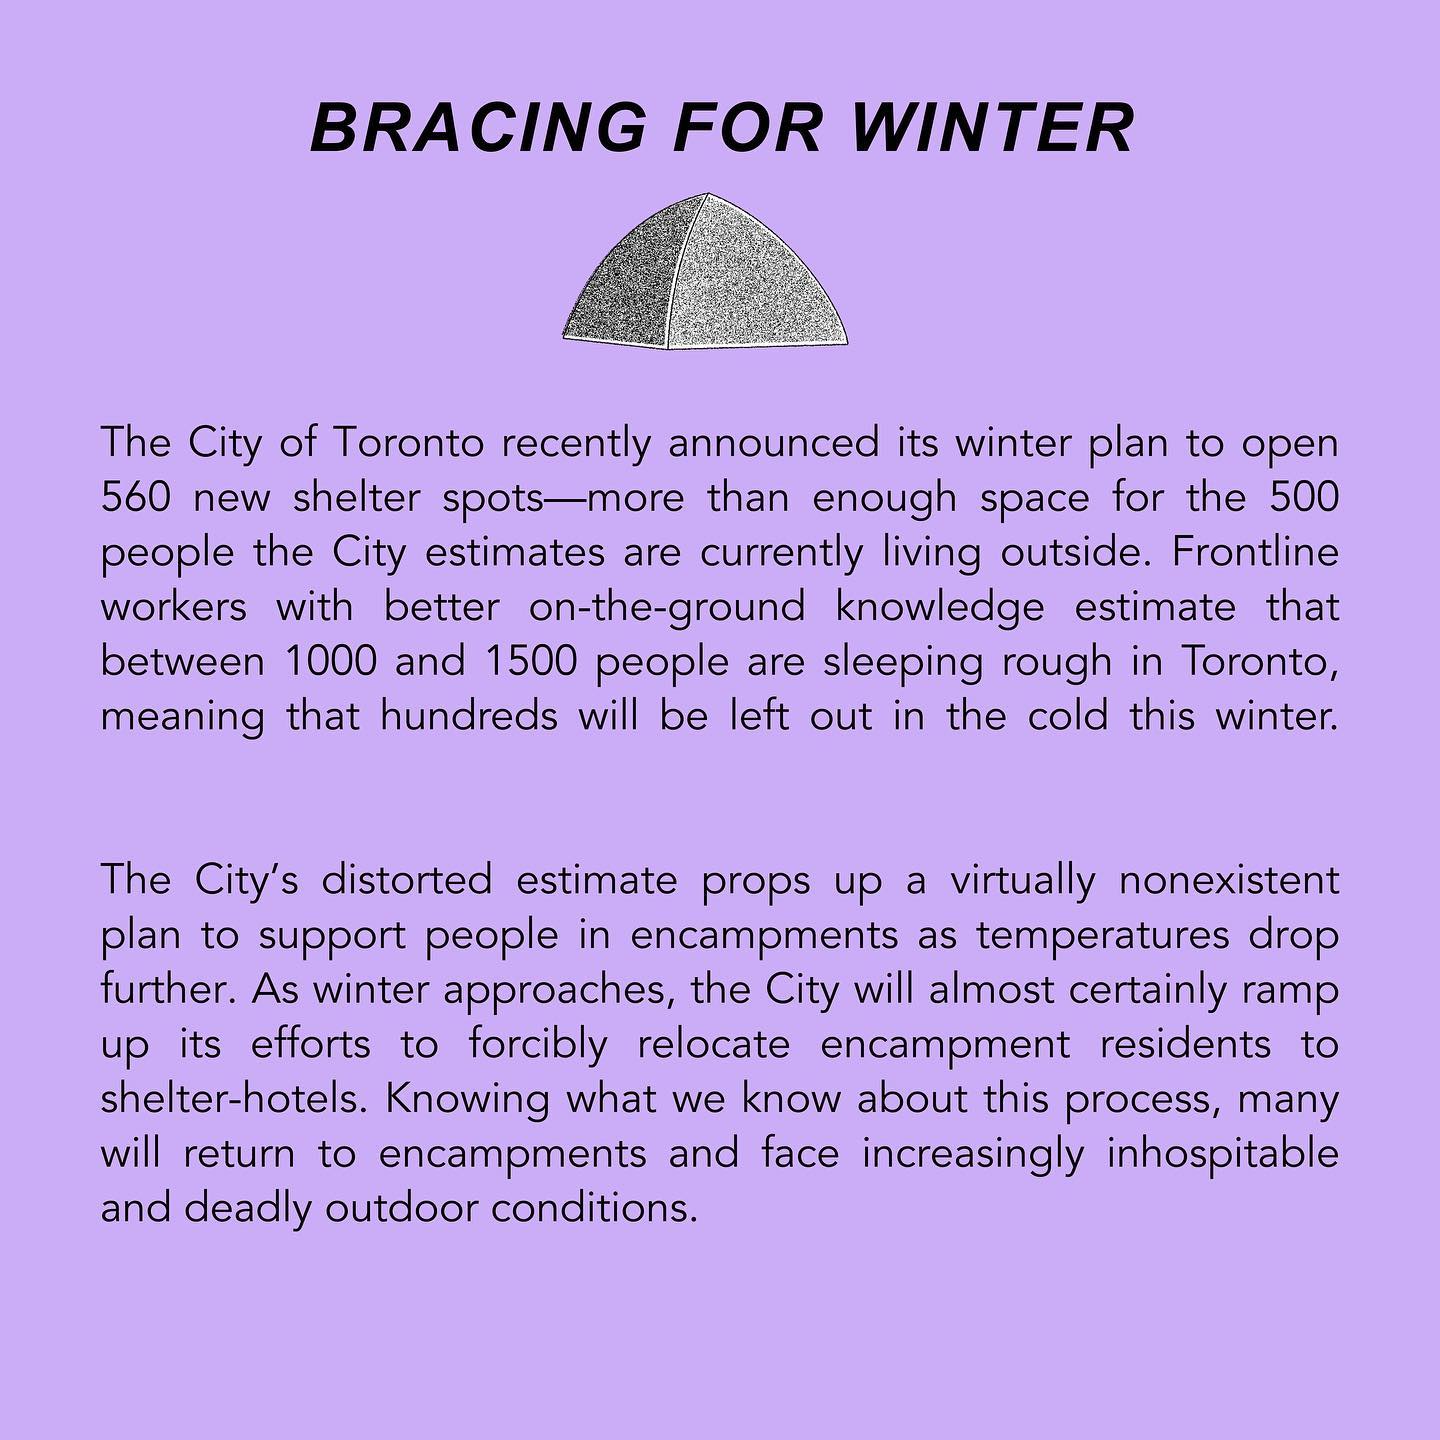 BRACING FOR WINTER
The City of Toronto recently announced its winter plan to open
560 new shelter spots—more than enough space for the 500
people the City estimates are currently living outside. Frontline
workers with better on-the-ground knowledge estimate that
between 1000 and 1500 people are sleeping rough in Toronto,
meaning that hundreds will be left out in the cold this winter.
The City’s distorted estimate props up a virtually nonexistent
plan to support people in encampments as temperatures drop
further. As winter approaches, the City will almost certainly ramp
up its efforts to forcibly relocate encampment residents to
shelter-hotels. Knowing what we know about this process, many
will return to encampments and face increasingly inhospitable
and deadly outdoor conditions.